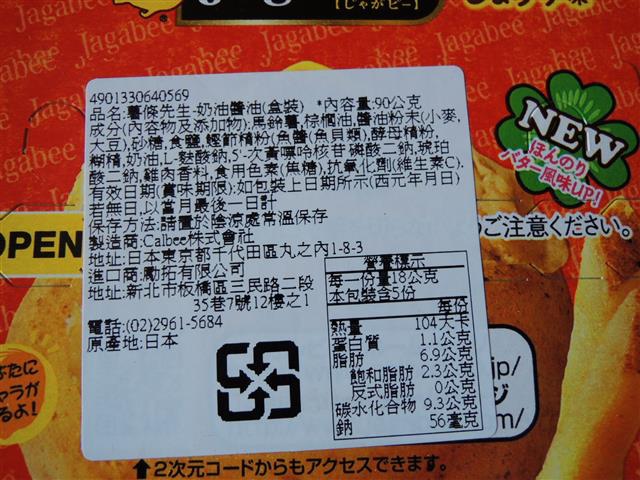 Jagabee
【じゃがビー】
4901330640569
品名:薯條先生-奶油醬油(盒裝) *內容量:90公克
成分(內容物及添加物):馬鈴薯,棕櫚油,醬油粉末(小麥,
大豆),砂糖,食鹽,鰹節精粉(魚醬(魚貝類),酵母精粉,
糊精,奶油,L-麩酸鈉,5'-次黃嘌呤核苷磷酸二鈉,琥珀
酸二鈉,雞肉香料,食用色素(焦糖),抗氧化劑(維生素C).
有效日期(賞味期限):如包裝上日期所示(西元年月日)
若無日,以當月最後一日計
保存方法:請置於陰涼處常溫保存
製造商:Calbee株式會社
地址:日本東京都千代田區丸之內1-8-3
進口商:勵拓有限公司
地址:新北市板橋區三民路二段
35巷7號12樓之1
電話:(02)2961-5684
原產地:日本
營養標示
每一份量18公克
本包裝含5份
每份
熱量 104大卡
蛋白質 1.1公克
脂肪 6.9公克
飽和脂肪 2.3公克
反式脂肪 0公克
碳水化合物 9.3公克
鈉 56毫克
NEW
ほんのり
バター風味UP!
ご注意ください。
OPEN
jp/
m/
るよ!
↑2次元コードからもアクセスできます。